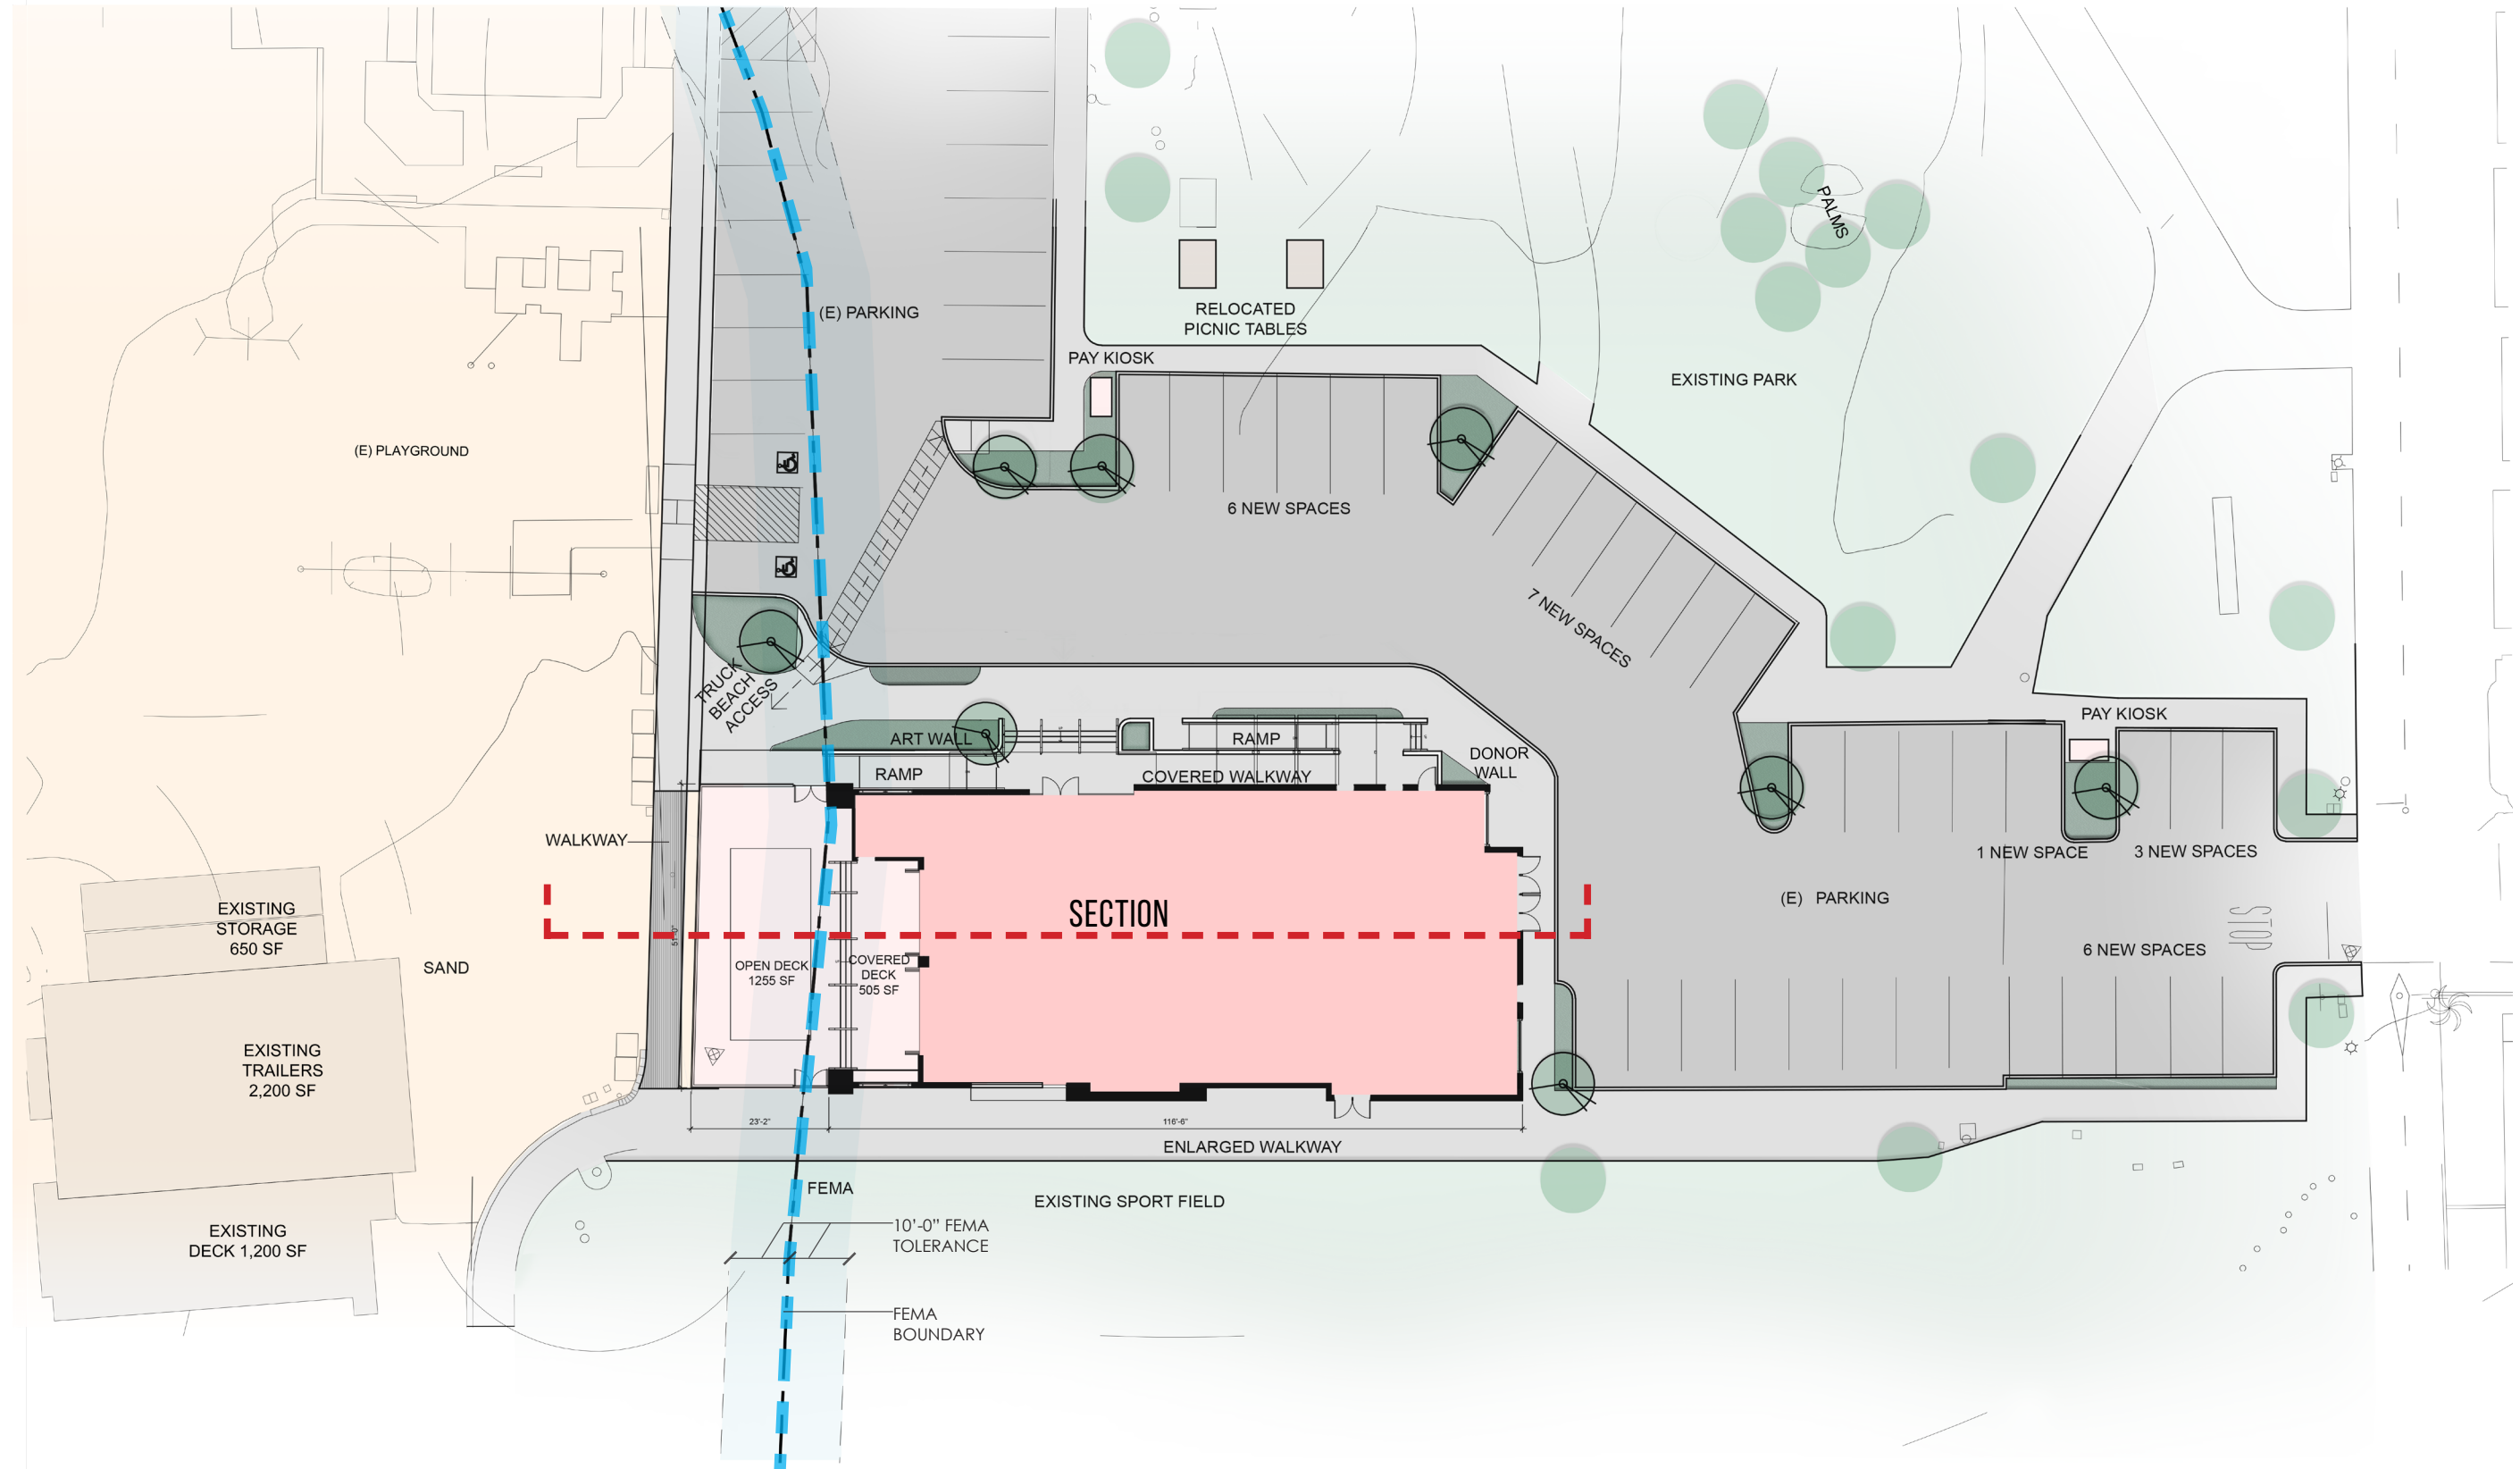 PALMS
(E) PARKING
RELOCATED
PICNIC TABLES
PAY KIOSK
EXISTING PARK
(E) PLAYGROUND
6 NEW SPACES
7 NEW SPACES
TRUCK
BEACH
ACCESS
ART WALL
RAMP
RAMP
COVERED WALKWAY
DONOR
WALL
PAY KIOSK
WALKWAY
1 NEW SPACE
3 NEW SPACES
(E) PARKING
STOP
6 NEW SPACES
SECTION
EXISTING
STORAGE
650 SF
SAND
51'-0"
OPEN DECK
1255 SF
COVERED
DECK
505 SF
EXISTING
TRAILERS
2,200 SF
23'-2"
116'-6"
ENLARGED WALKWAY
FEMA
EXISTING SPORT FIELD
10’-0” FEMA
TOLERANCE
EXISTING
DECK 1,200 SF
FEMA
BOUNDARY